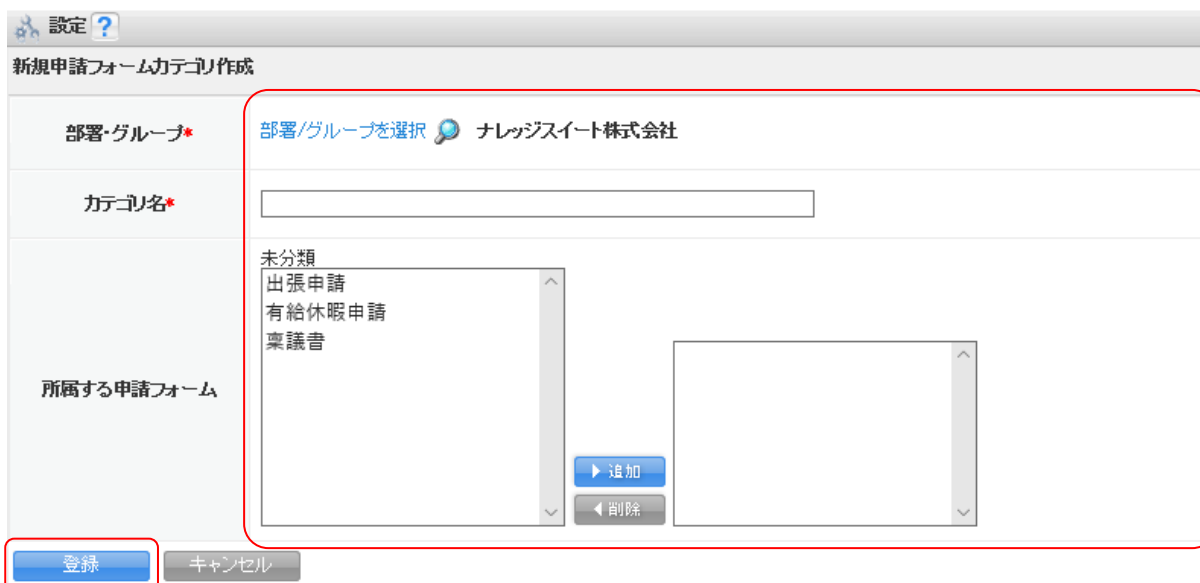 設定 ?
新規申請フォームカテゴリ作成
部署・グループ* 部署/グループを選択 ナレッジスイート株式会社
カテゴリ名*
所属する申請フォーム
未分類
出張申請
有給休暇申請
稟議書
追加
削除
登録 キャンセル